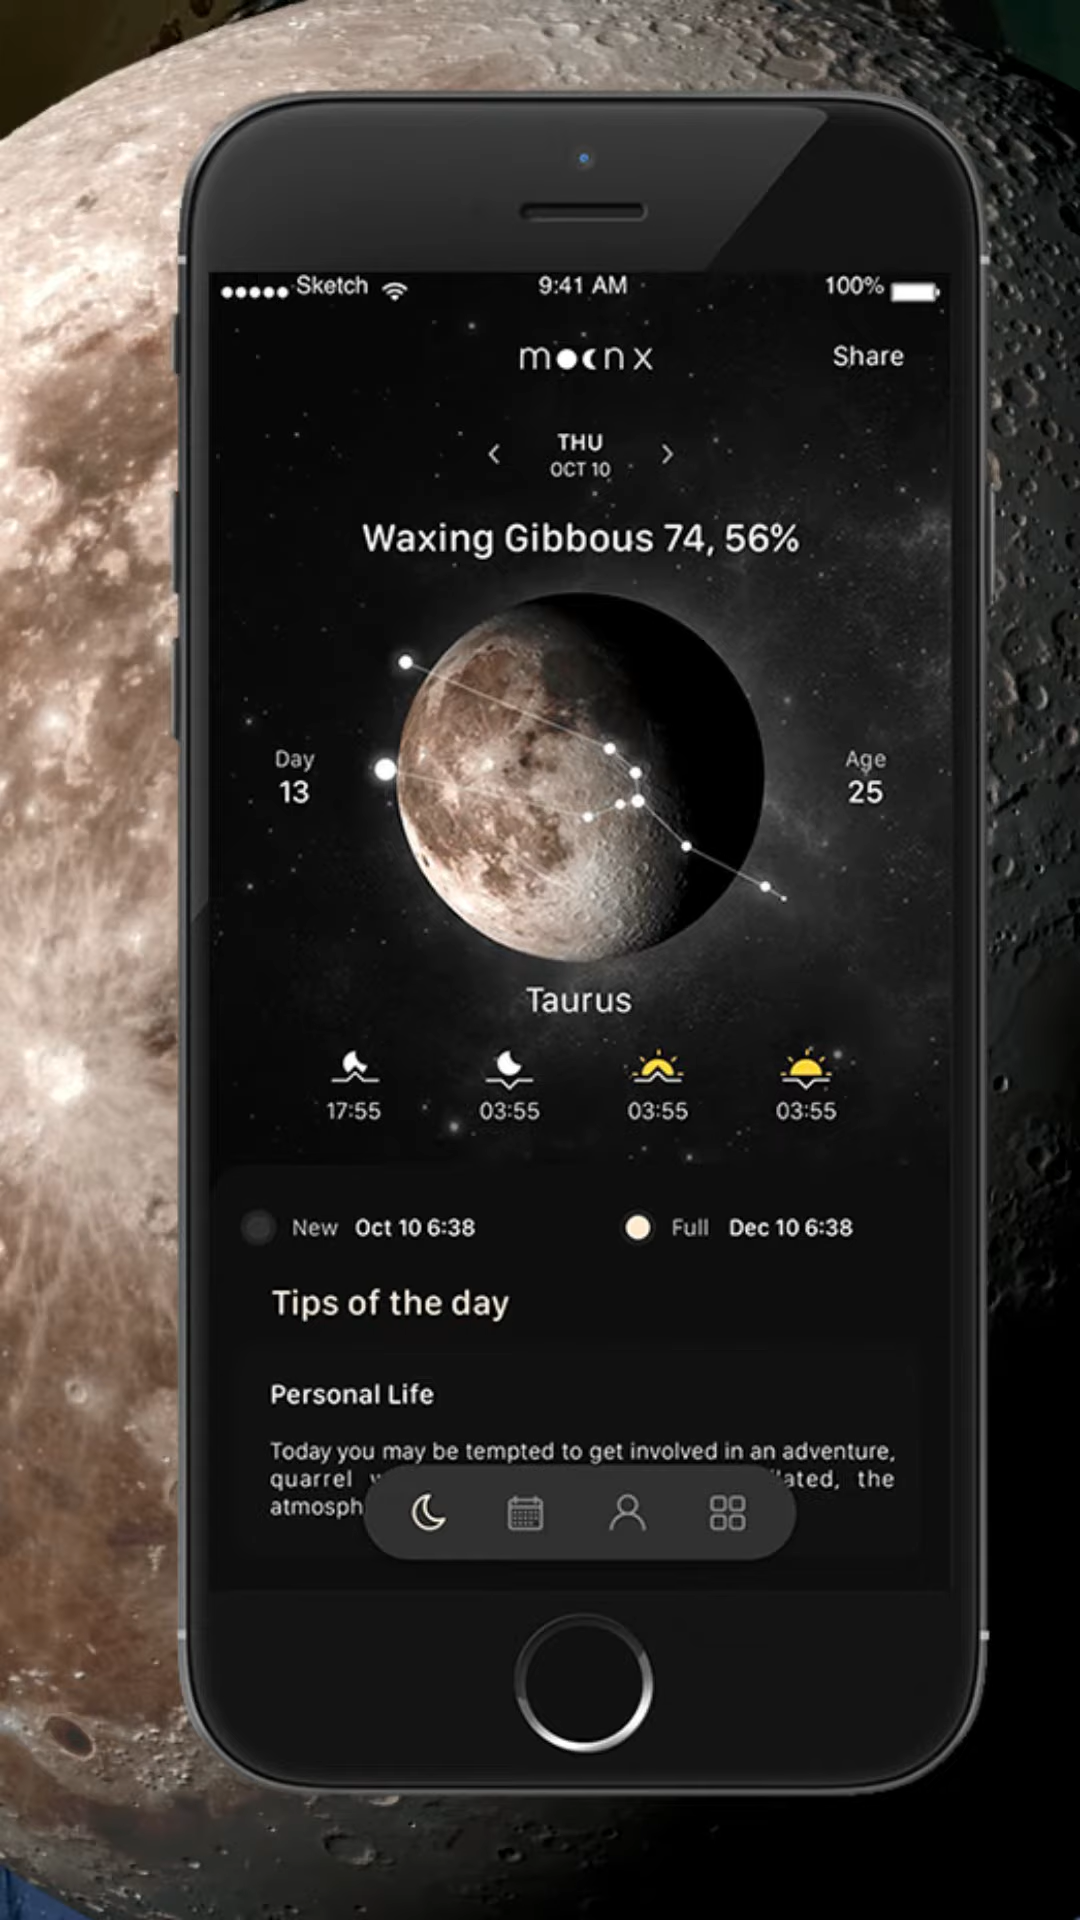 Sketch 9:41 AM 100%
moonx Share
THU
OCT 10
Waxing Gibbous 74, 56%
Day Age
13 25
Taurus
17:55 03:55 03:55 03:55
New Oct 10 6:38 Full Dec 10 6:38
Tips of the day
Personal Life
Today you may be tempted to get involved in an adventure,
quarrel the